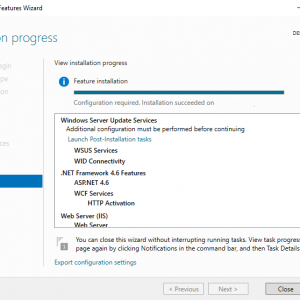 Features Wizard
on progress
DES
View installation progress
Feature installation
Configuration required. Installation succeeded on
Windows Server Update Services
Additional configuration must be performed before continuing
Launch Post-Installation tasks
WSUS Services
WID Connectivity
.NET Framework 4.6 Features
ASP.NET 4.6
WCF Services
HTTP Activation
Web Server (IIS)
Web Server
You can close this wizard without interrupting running tasks. View task progress
page again by clicking Notifications in the command bar, and then Task Details
Export configuration settings
< Previous
Next >
Close